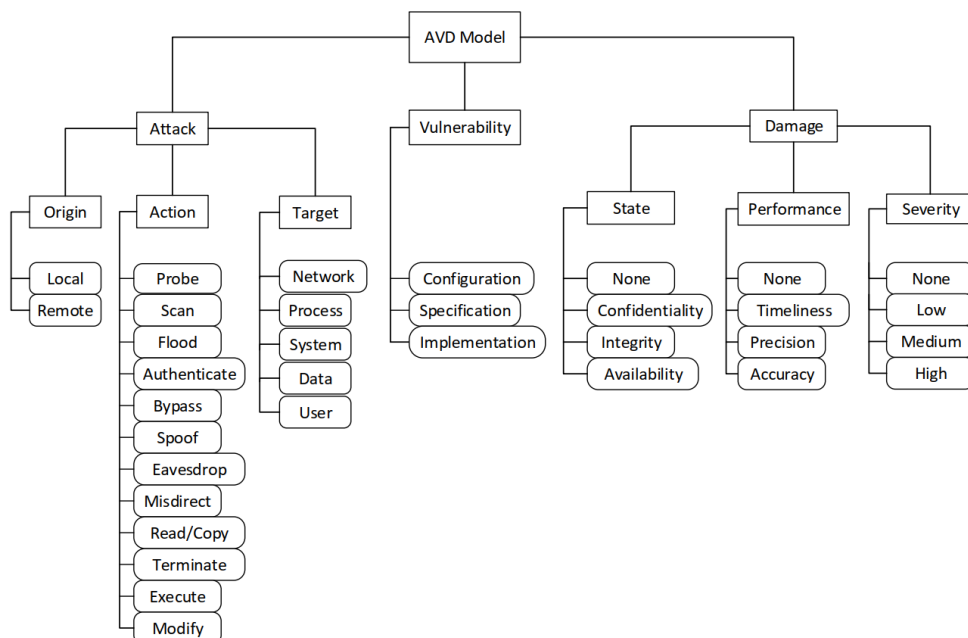 AVD Model
Attack
Vulnerability
Damage
Origin
Action
Target
State
Performance
Severity
Local
Remote
Probe
Scan
Flood
Authenticate
Bypass
Spoof
Eavesdrop
Misdirect
Read/Copy
Terminate
Execute
Modify
Network
Process
System
Data
User
Configuration
Specification
Implementation
None
Confidentiality
Integrity
Availability
None
Timeliness
Precision
Accuracy
None
Low
Medium
High